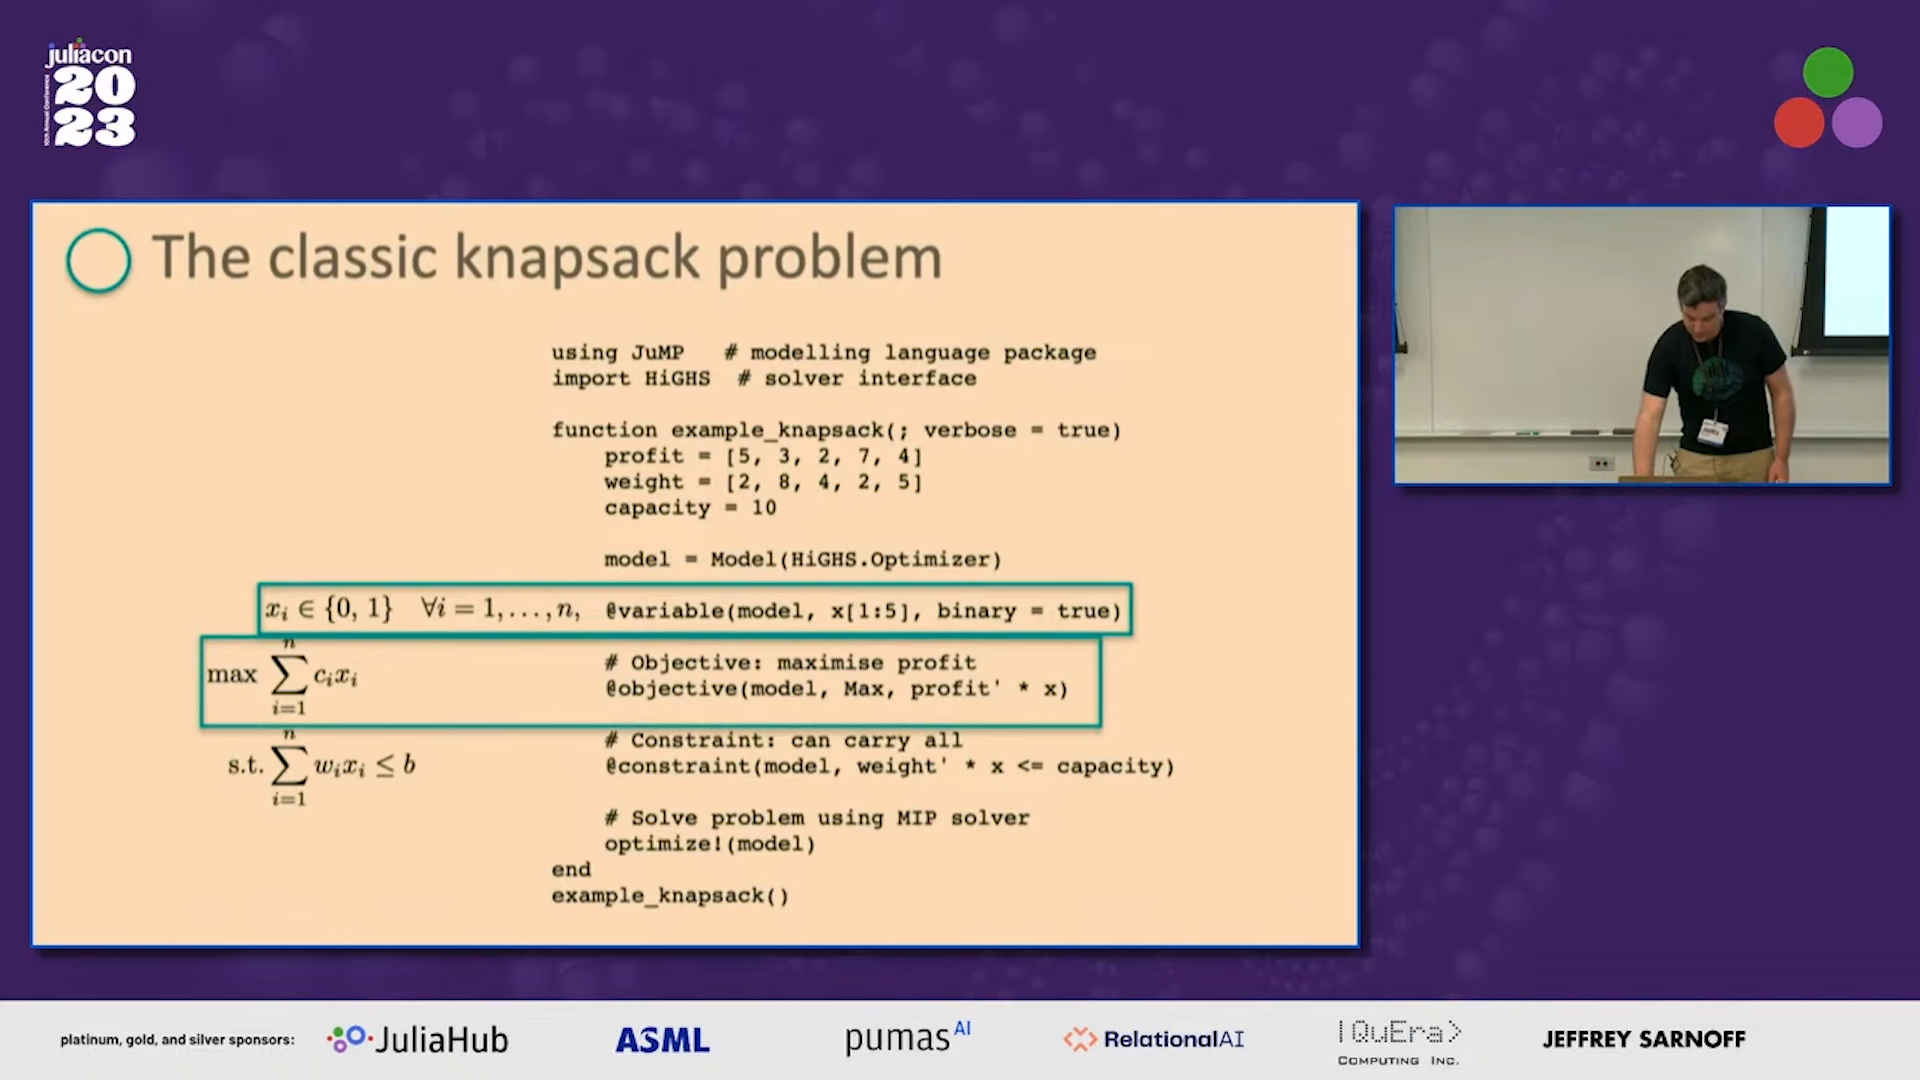 juliacon
20
23
The classic knapsack problem
using JuMP # modelling language package
import HiGHS # solver interface
function example_knapsack(; verbose = true)
profit = [5, 3, 2, 7, 4]
weight = [2, 8, 4, 2, 5]
capacity = 10
model = Model(HiGHS.Optimizer)
x_i ∈ {0, 1} ∀i = 1, . . . , n, @variable(model, x[1:5], binary = true)
# Objective: maximise profit
max ∑_{i=1}^{n} c_i x_i @objective(model, Max, profit' * x)
# Constraint: can carry all
s.t. ∑_{i=1}^{n} w_i x_i ≤ b @constraint(model, weight' * x <= capacity)
# Solve problem using MIP solver
optimize!(model)
end
example_knapsack()
platinum, gold, and silver sponsors: JuliaHub ASML pumas AI RelationalAI |QuEra> JEFFREY SARNOFF
COMPUTING INC.